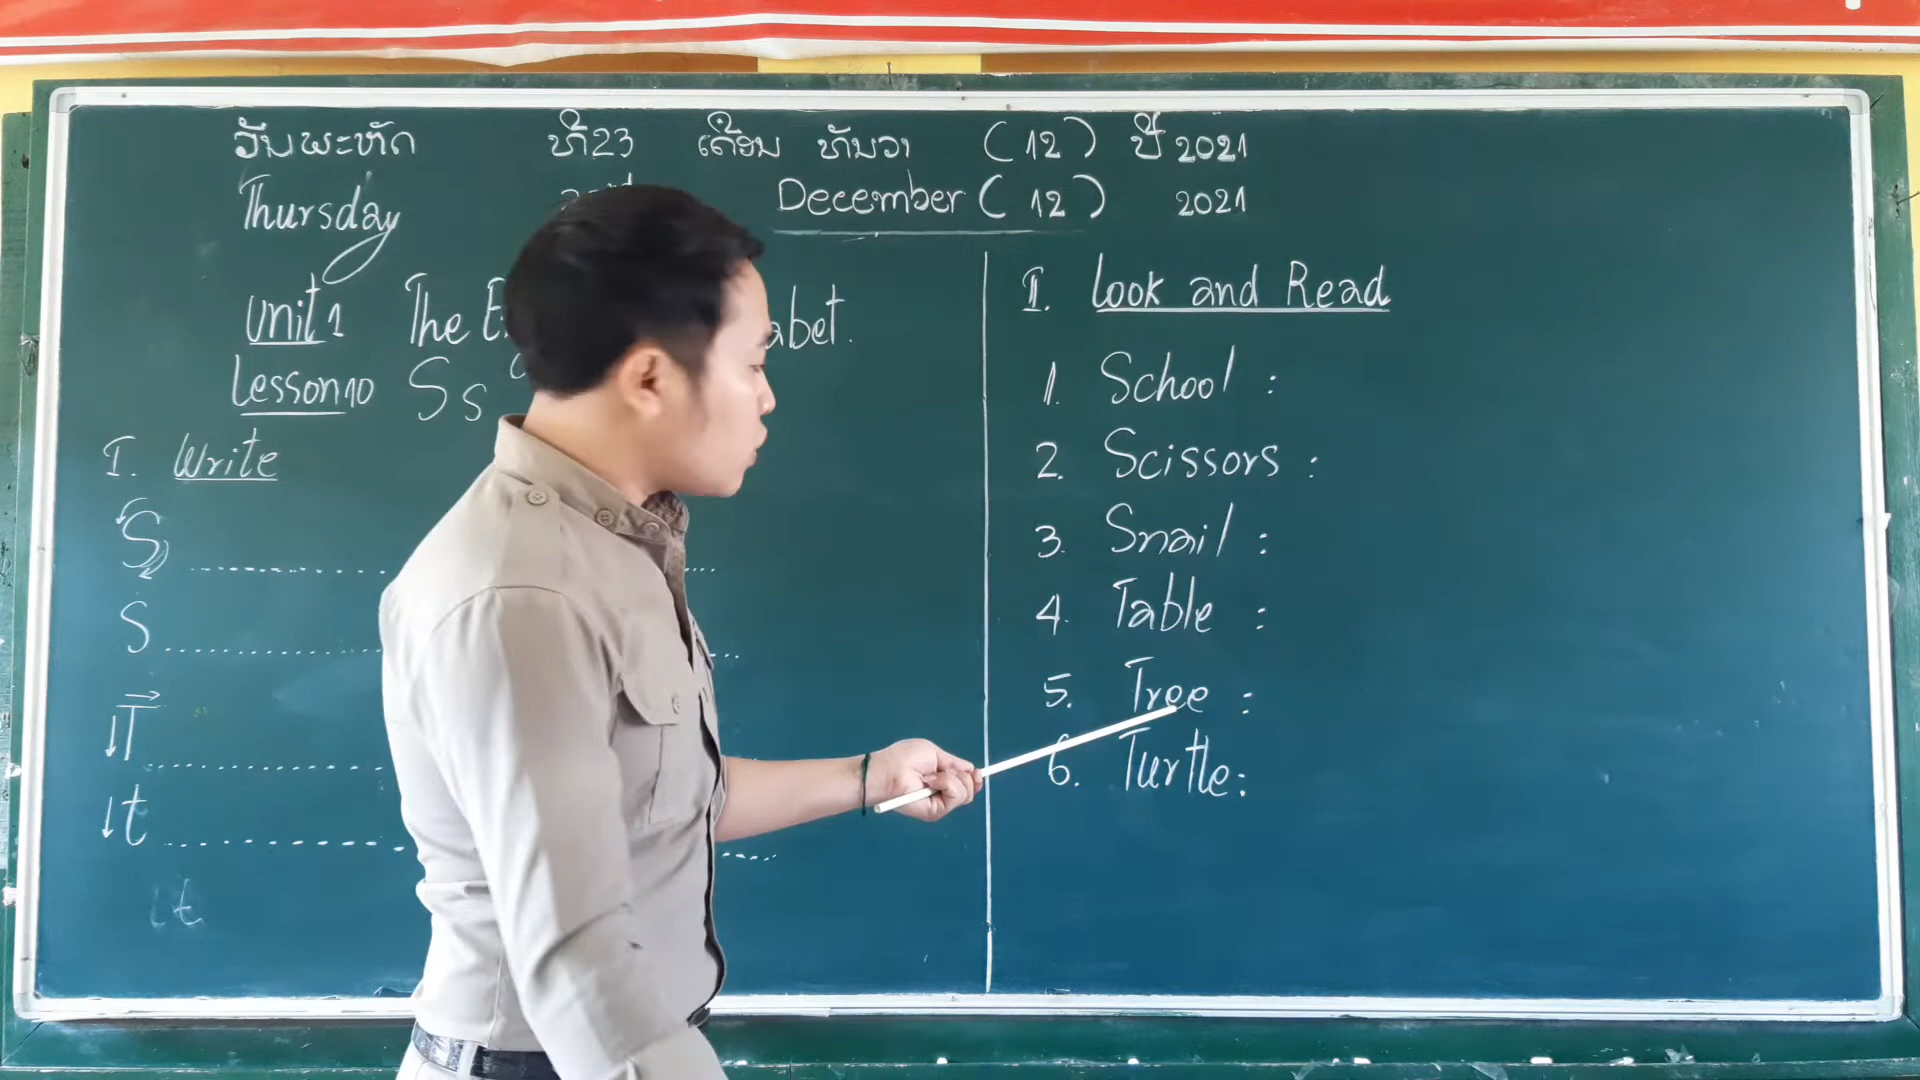 ວັນພະຫັດ ທີ23 ເດືອນ ທັນວາ (12) ປີ 2021
Thursday December (12) 2021
Unit 1 The E abet.
Lesson 10 Ss
I. Write
S ....................
s ....................
T ....................
t ....................
t
II. Look and Read
1. School :
2. Scissors :
3. Snail :
4. Table :
5. Tree :
6. Turtle: